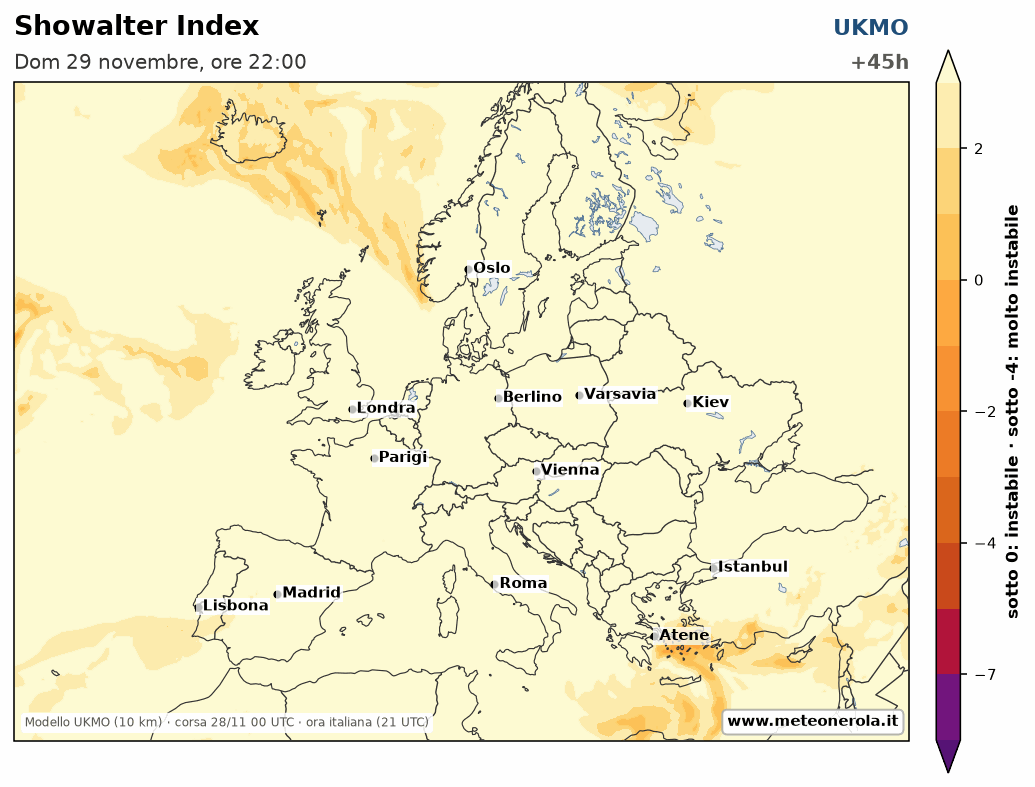 Showalter Index
UKMO
Dom 29 novembre, ore 22:00
+45h
Oslo
Londra
Berlino
Varsavia
Kiev
Parigi
Vienna
Istanbul
Roma
Madrid
Lisbona
Atene
Modello UKMO (10 km) · corsa 28/11 00 UTC · ora italiana (21 UTC)
www.meteonerola.it
2
0
−2
−4
−7
sotto 0: instabile · sotto -4: molto instabile